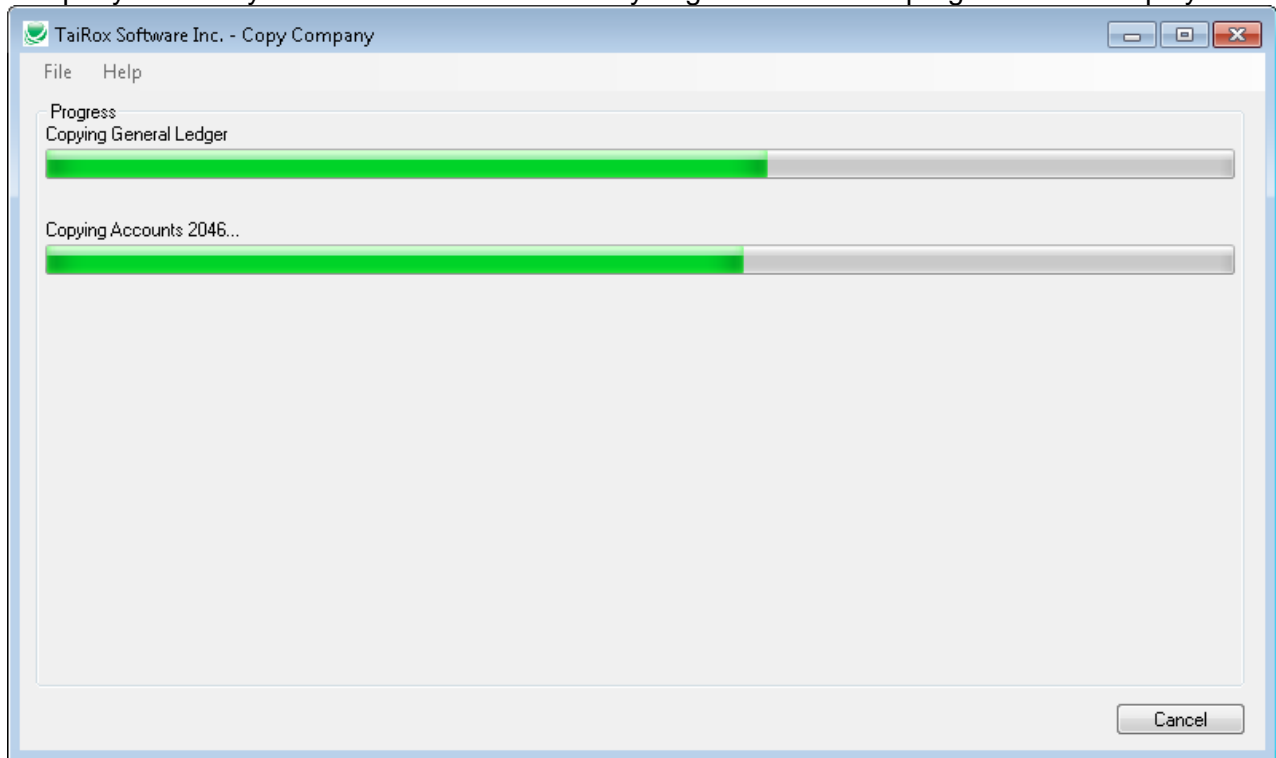 TaiRox Software Inc. - Copy Company
File Help
Progress
Copying General Ledger
Copying Accounts 2046...
Cancel